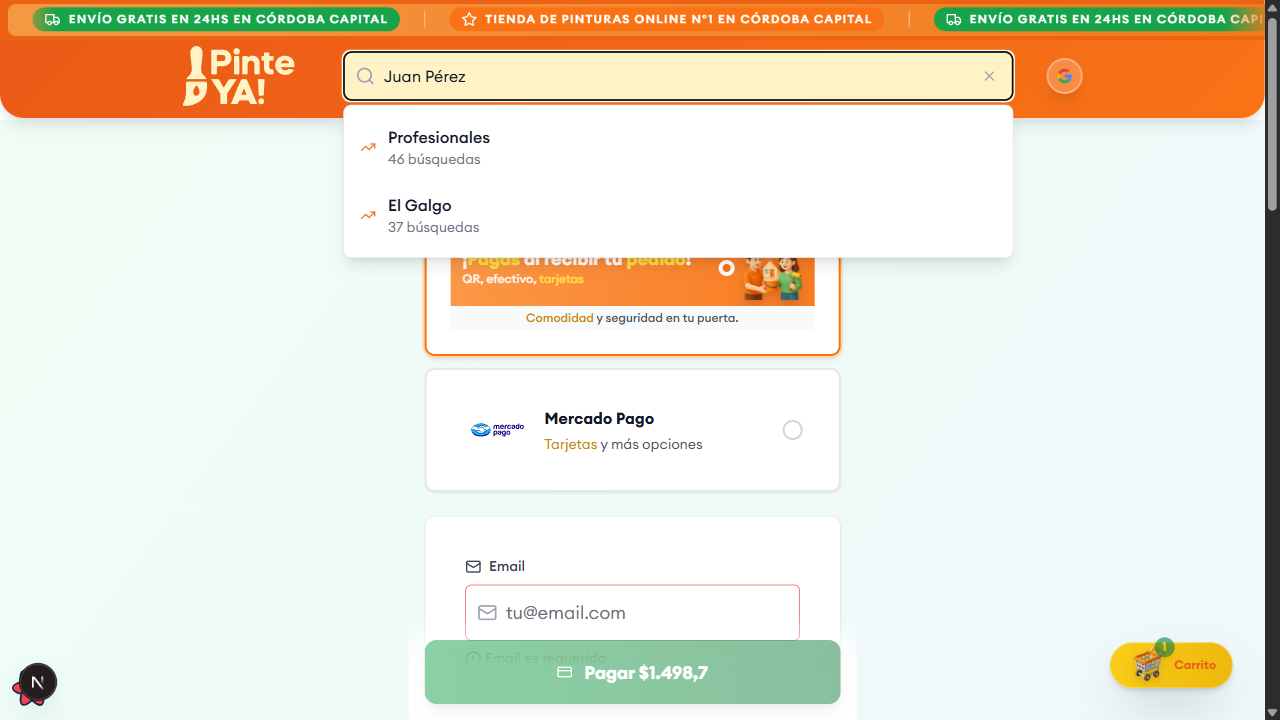 ENVÍO GRATIS EN 24HS EN CÓRDOBA CAPITAL
TIENDA DE PINTURAS ONLINE N°1 EN CÓRDOBA CAPITAL
ENVÍO GRATIS EN 24HS EN CÓRDOBA
Pinte
YA!
Juan Pérez
Profesionales
46 búsquedas
El Galgo
37 búsquedas
¡Pagás al recibir tu pedido!
QR, efectivo, tarjetas
Comodidad y seguridad en tu puerta.
mercado
pago
Mercado Pago
Tarjetas y más opciones
Email
tu@email.com
Email es requerido
Pagar $1.498,7
1
Carrito
N